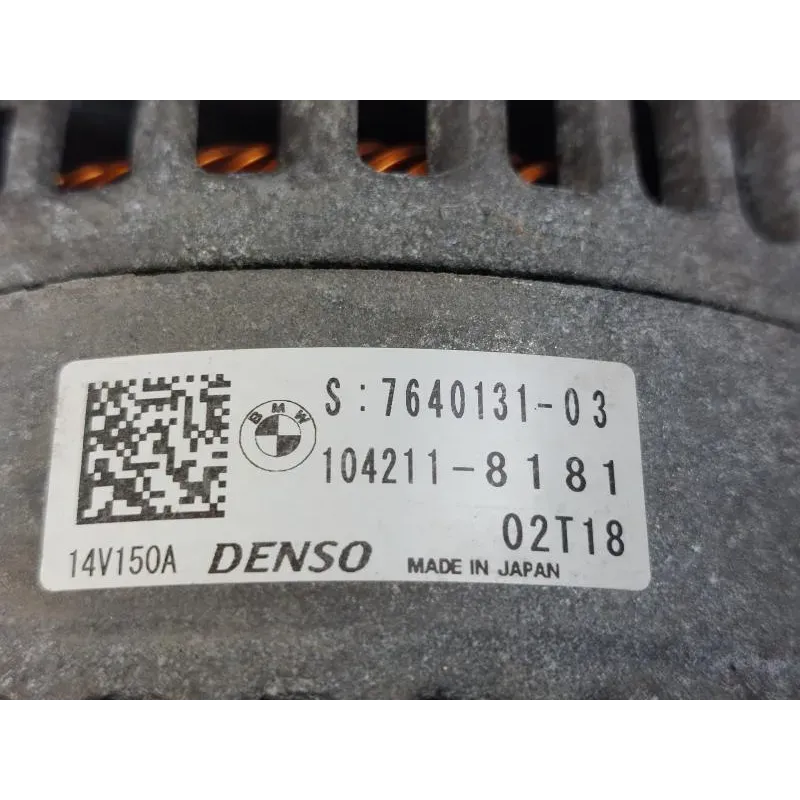 BMW
S:7640131-03
104211-8181
02T18
14V150A DENSO MADE IN JAPAN